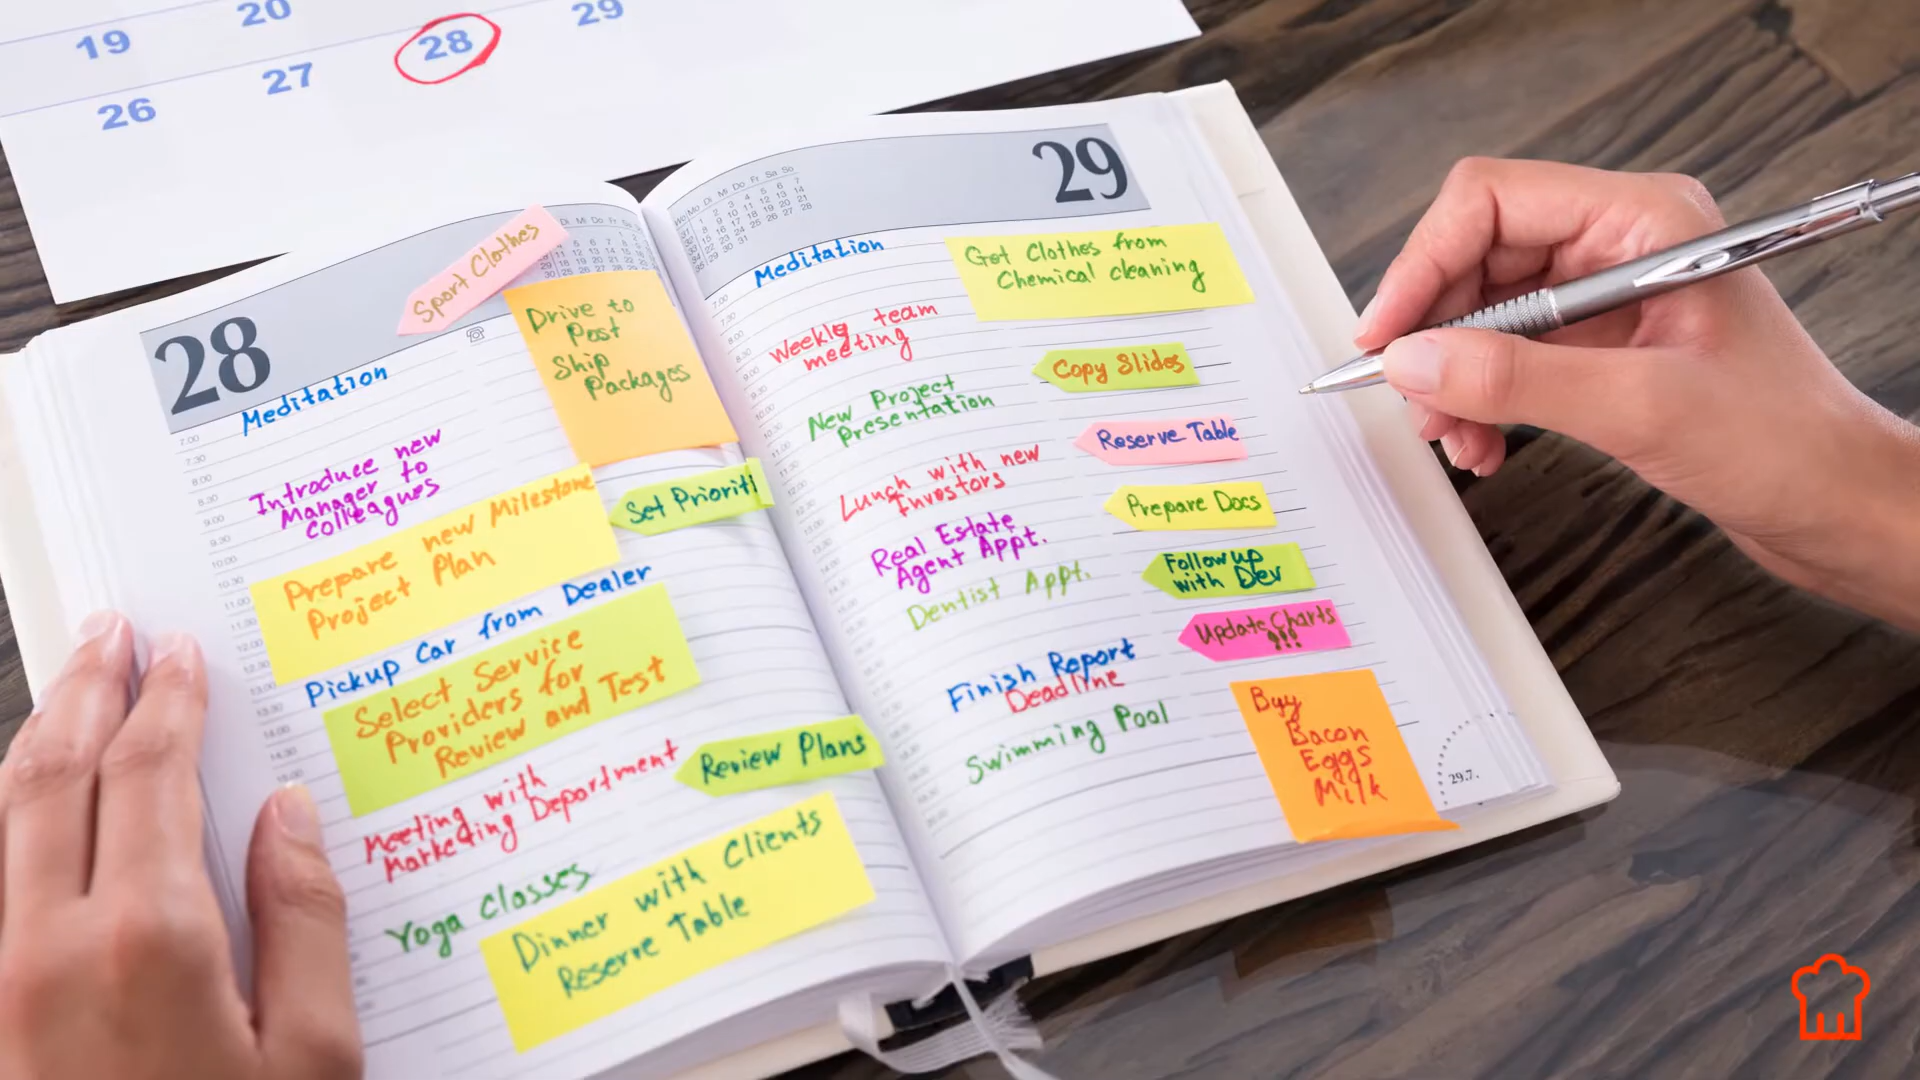 19
20
29
26
27
28
28
Sport Clothes
Drive to
Post
Ship
Packages
Meditation
Introduce new
Manager to
colleagues
Set Prioriti
Prepare new Milestone
Project Plan
Pickup Car from Dealer
Select Service
Providers for
Review and Test
Meeting with
Marketing Department
Review Plans
Yoga Classes
Dinner with Clients
Reserve Table
29
Meditation
Get Clothes from
Chemical cleaning
Weekly team
meeting
Copy Slides
New Project
Presentation
Reserve Table
Lunch with new
Investors
Prepare Docs
Real Estate
Agent Appt.
Follow up
with Dev
Dentist Appt.
Update Charts
!!!
Finish Report
Deadline
Swimming Pool
Buy
Bacon
Eggs
Milk
29.7.